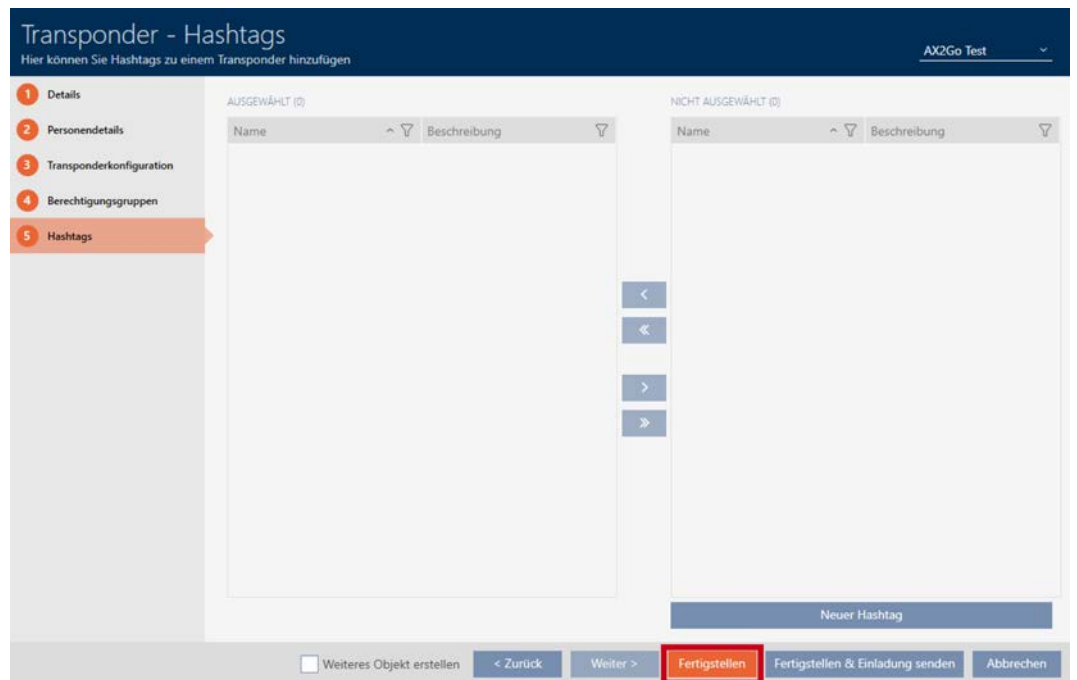 Transponder - Hashtags
Hier können Sie Hashtags zu einem Transponder hinzufügen
AX2Go Test
1 Details
2 Personendetails
3 Transponderkonfiguration
4 Berechtigungsgruppen
5 Hashtags
AUSGEWÄHLT (0)
Name Beschreibung
NICHT AUSGEWÄHLT (0)
Name Beschreibung
<
«
>
»
Neuer Hashtag
Weiteres Objekt erstellen < Zurück Weiter > Fertigstellen Fertigstellen & Einladung senden Abbrechen